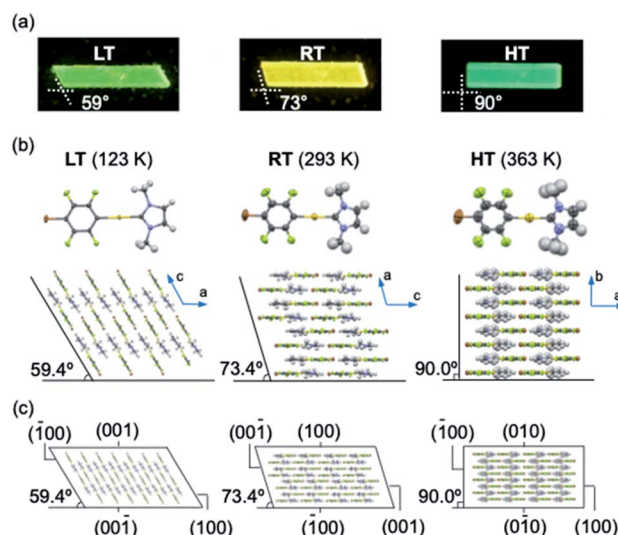 (a)
LT RT HT
59° 73° 90°
(b)
LT (123 K) RT (293 K) HT (363 K)
c a a c b a
59.4° 73.4° 90.0°
(c)
(1̄00) (001) (001̄) (100) (1̄00) (010)
59.4° 73.4° 90.0°
(001̄) (100) (1̄00) (001) (01̄0) (100)